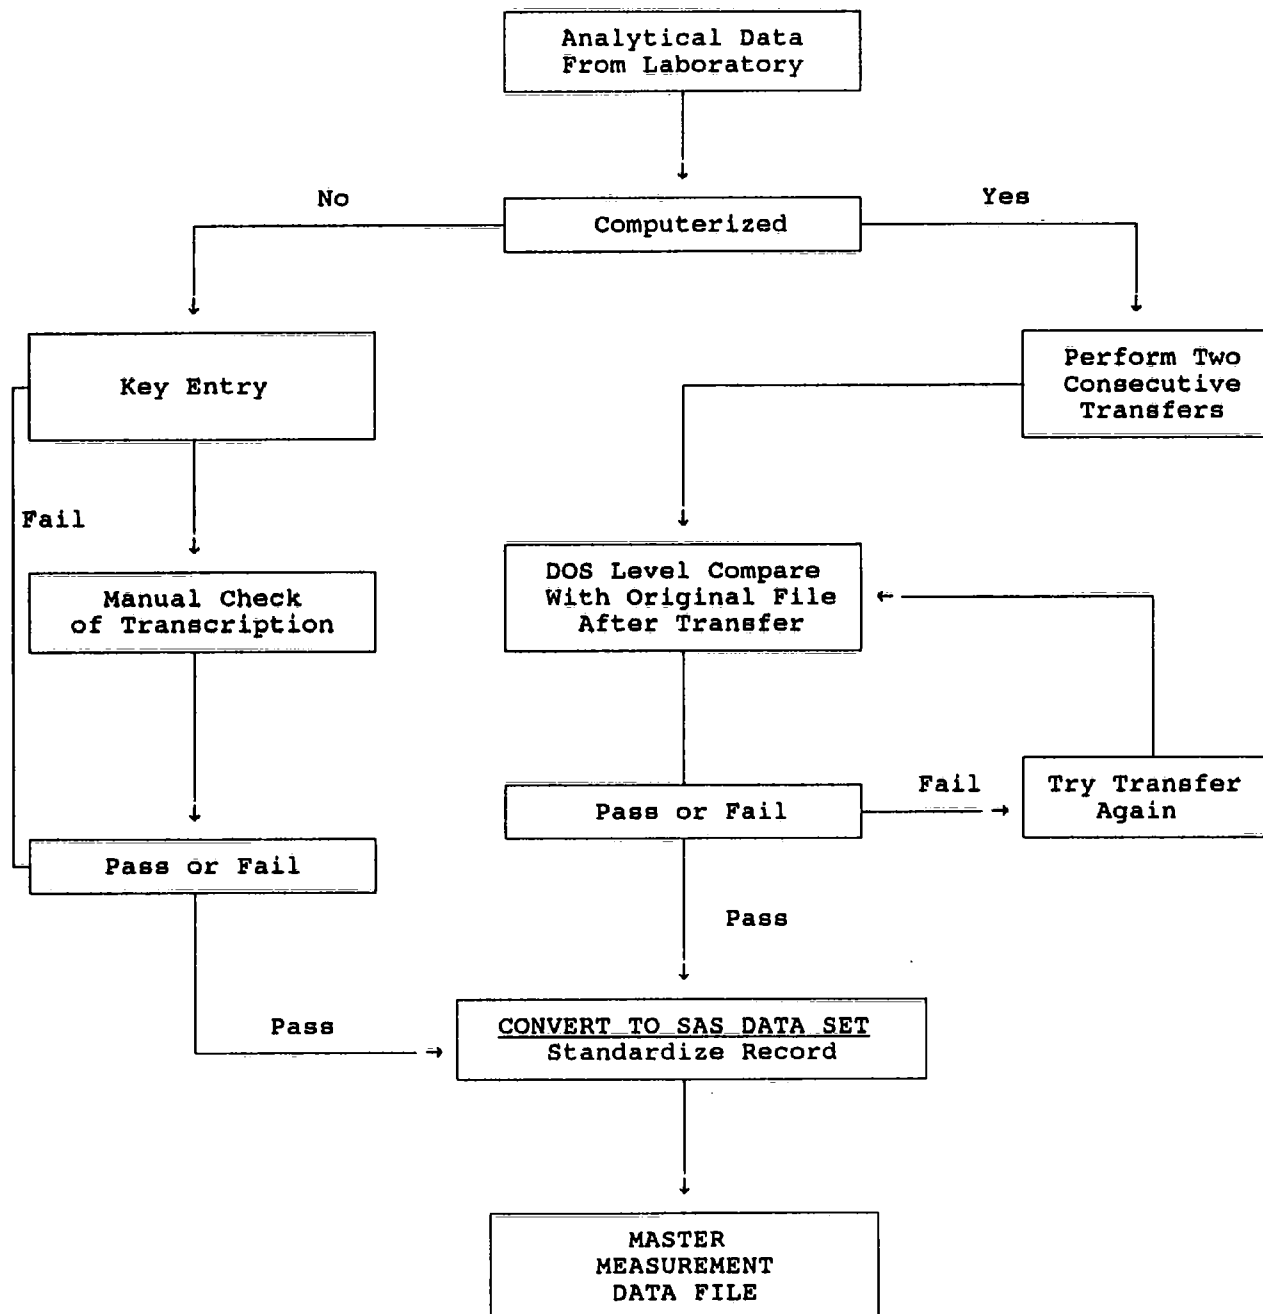 Analytical Data
From Laboratory
No
Yes
Computerized
Key Entry
Perform Two
Consecutive
Transfers
Fail
Manual Check
of Transcription
DOS Level Compare
With Original File
After Transfer
Pass or Fail
Fail
Try Transfer
Again
Pass or Fail
Pass
Pass
CONVERT TO SAS DATA SET
Standardize Record
MASTER
MEASUREMENT
DATA FILE